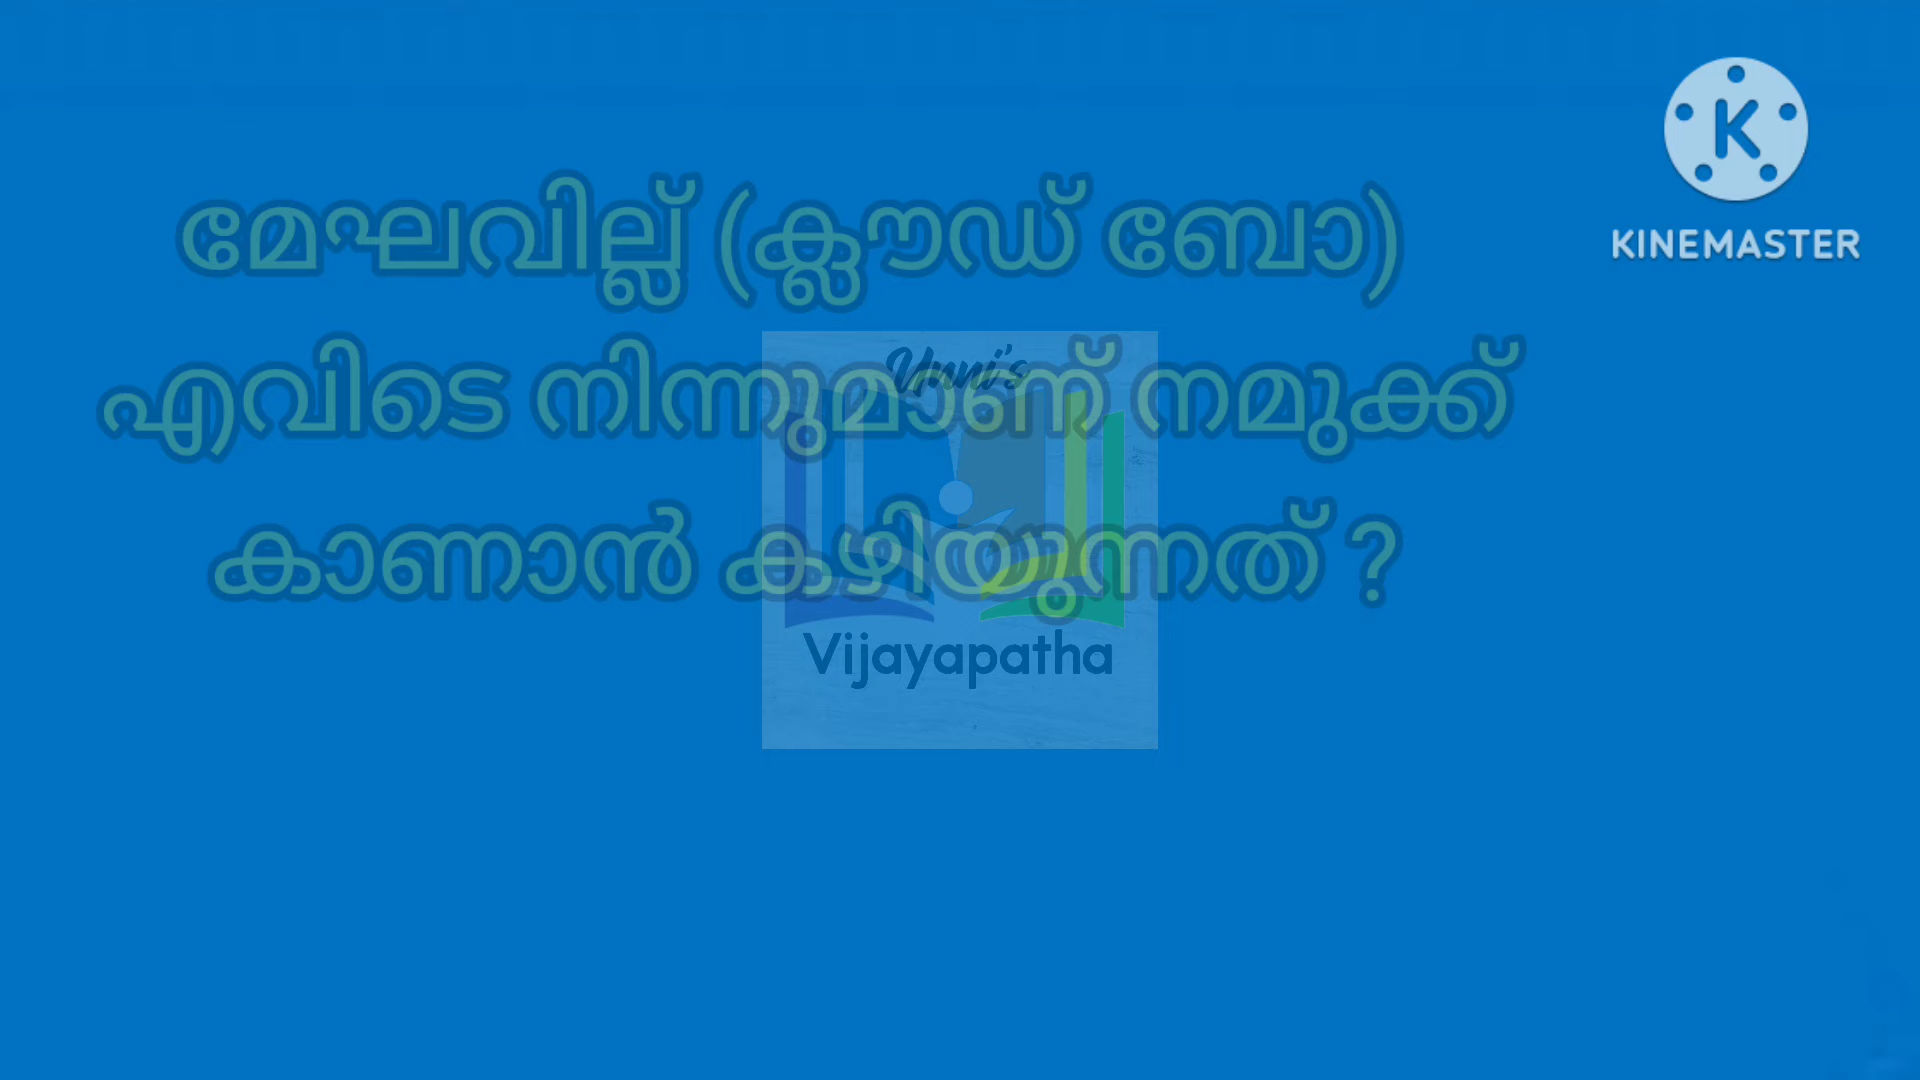 KINEMASTER
മേഘവില്ല് (ക്ലൗഡ് ബോ)
എവിടെ നിന്നുമാണ് നമുക്ക്
കാണാൻ കഴിയുന്നത് ?
Unni's
Vijayapatha